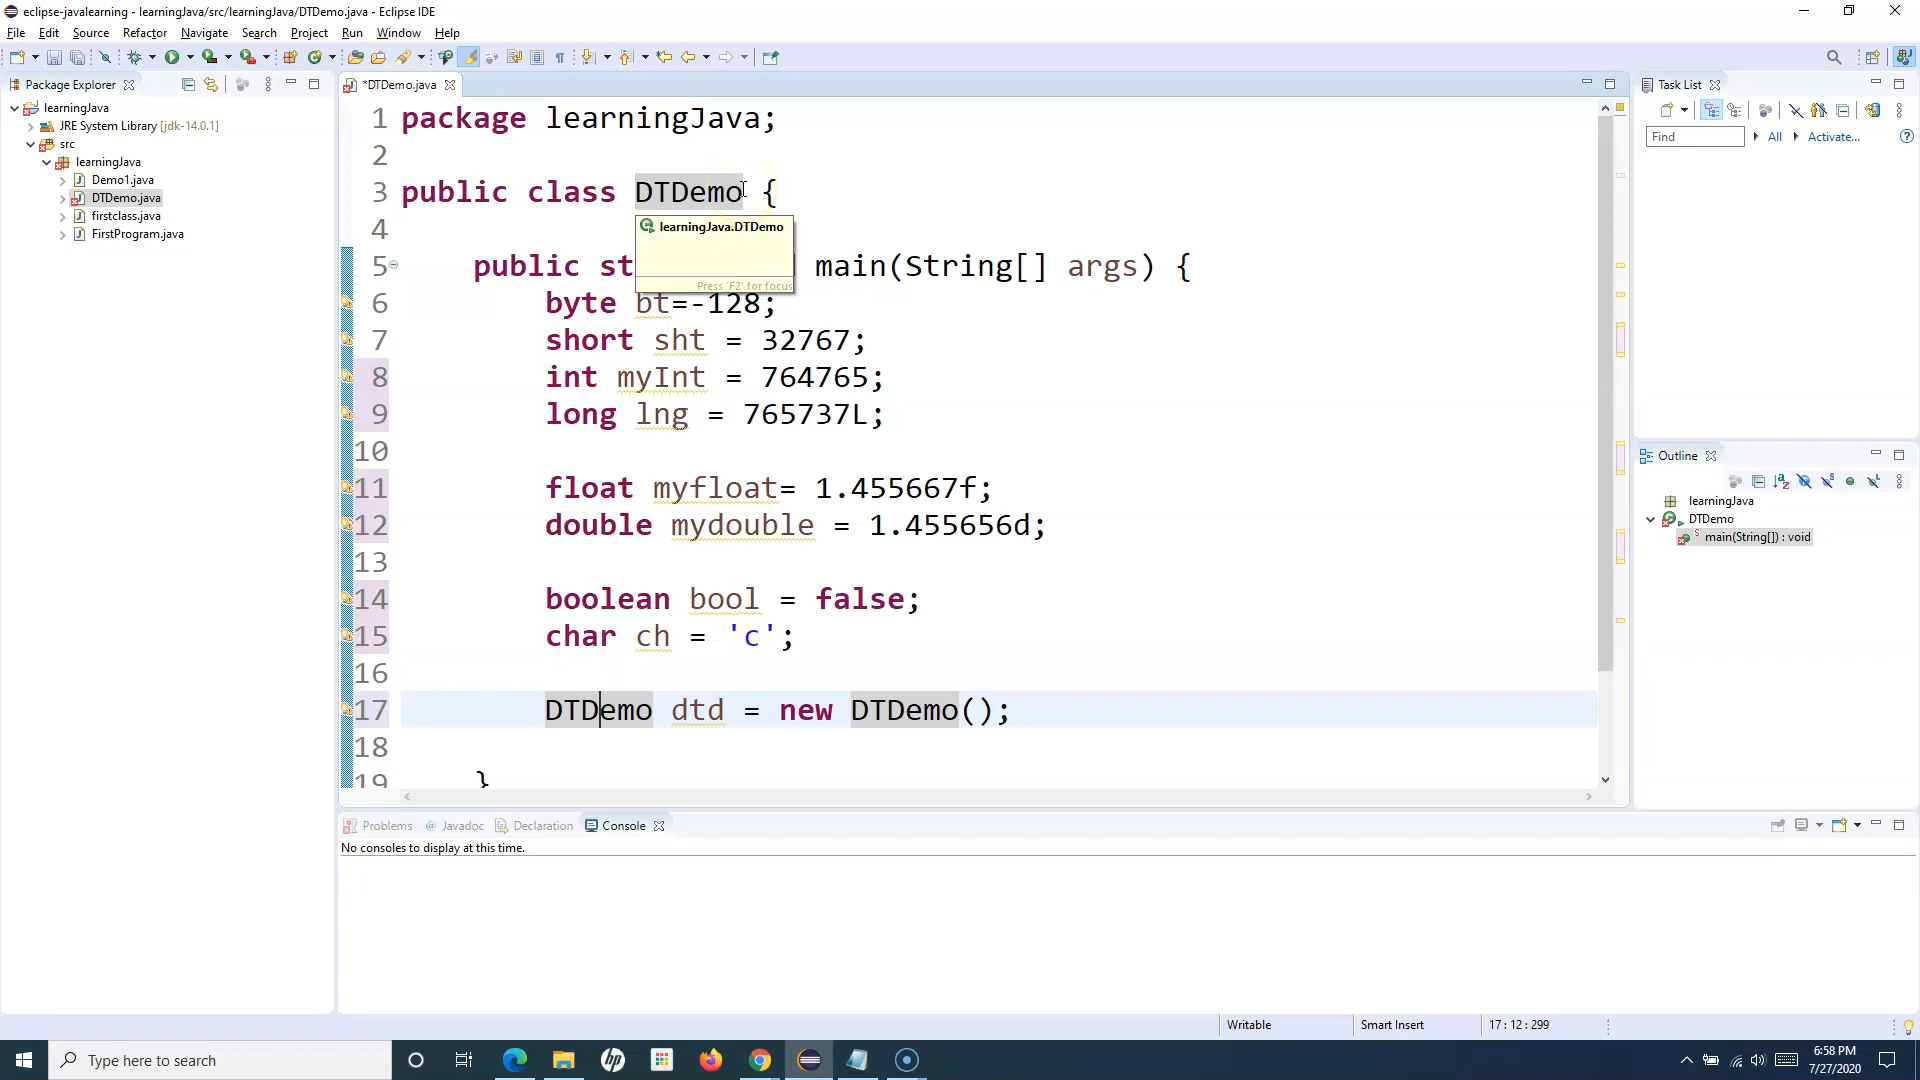 eclipse-javalearning - learningJava/src/learningJava/DTDemo.java - Eclipse IDE
File Edit Source Refactor Navigate Search Project Run Window Help
Package Explorer
learningJava
JRE System Library [jdk-14.0.1]
src
learningJava
Demo1.java
DTDemo.java
firstclass.java
FirstProgram.java
*DTDemo.java
1 package learningJava;
2
3 public class DTDemo {
4
learningJava.DTDemo
Press 'F2' for focus
5 public st main(String[] args) {
6 byte bt=-128;
7 short sht = 32767;
8 int myInt = 764765;
9 long lng = 765737L;
10
11 float myfloat= 1.455667f;
12 double mydouble = 1.455656d;
13
14 boolean bool = false;
15 char ch = 'c';
16
17 DTDemo dtd = new DTDemo();
18
19 }
Task List
Find All Activate...
Outline
learningJava
DTDemo
main(String[]) : void
Problems Javadoc Declaration Console
No consoles to display at this time.
Writable Smart Insert 17 : 12 : 299
Type here to search
hp
6:58 PM
7/27/2020